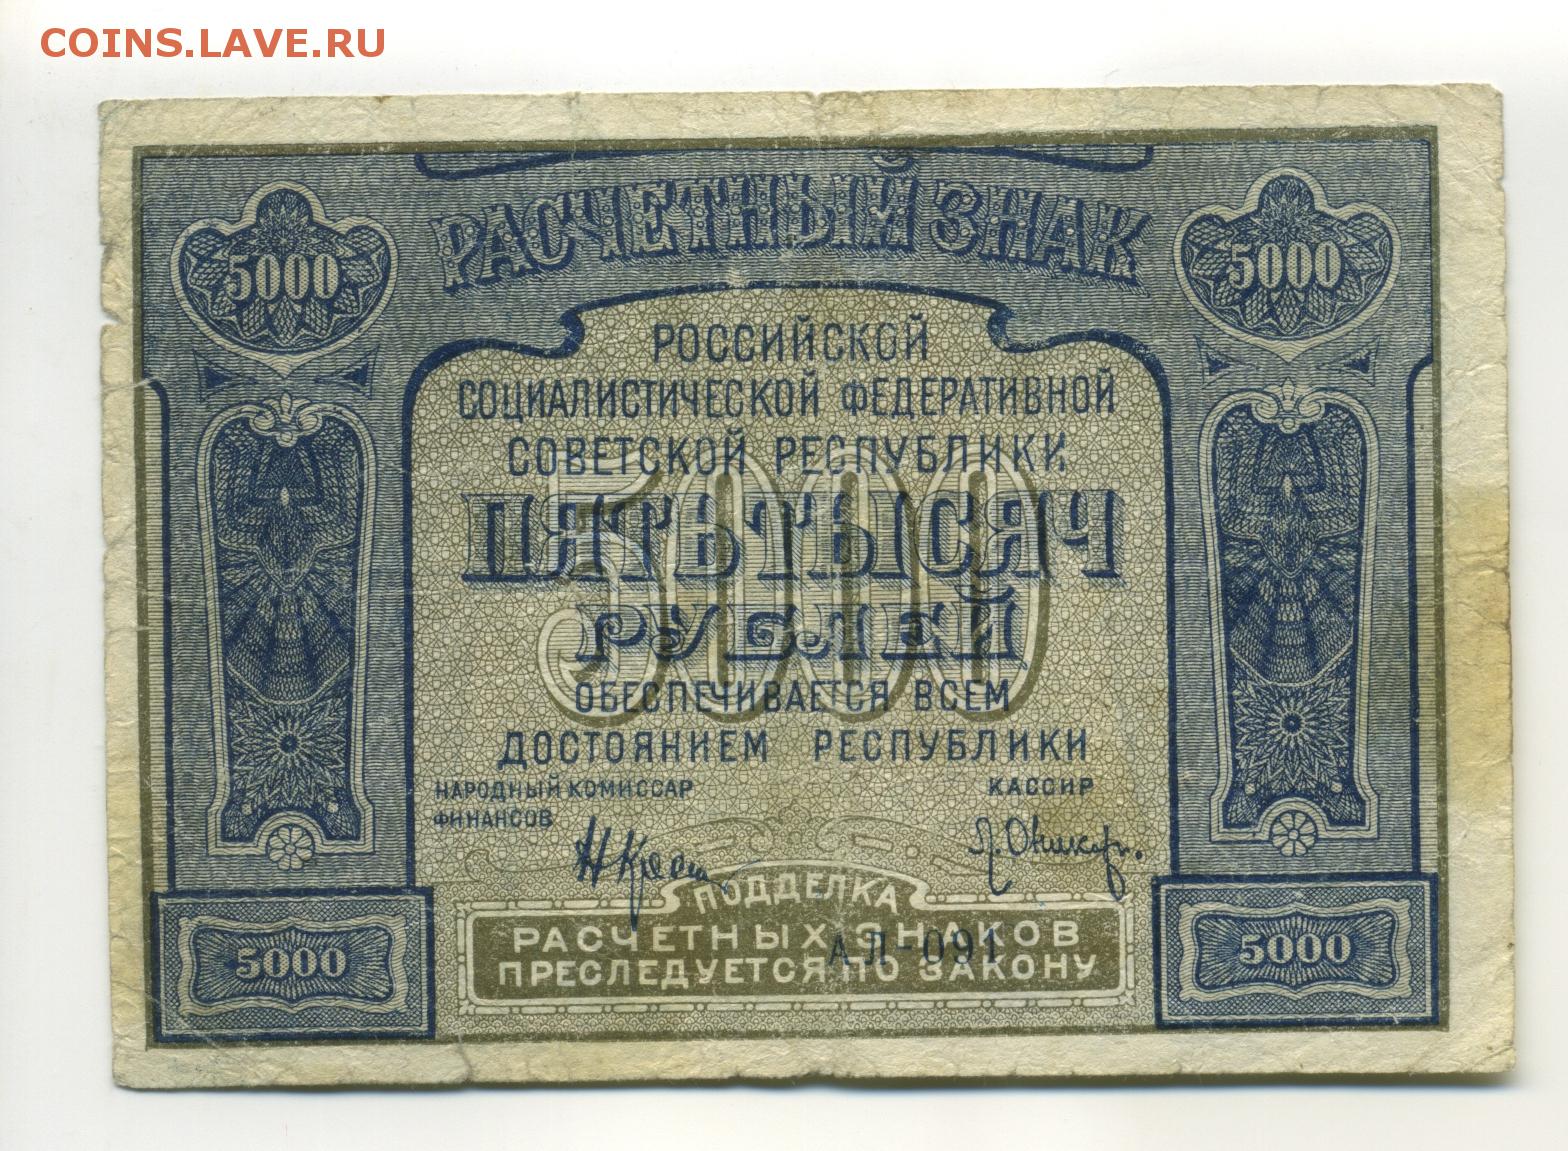 COINS.LAVE.RU
РАСЧЕТНЫЙ ЗНАК
5000
5000
РОССИЙСКОЙ
СОЦИАЛИСТИЧЕСКОЙ ФЕДЕРАТИВНОЙ
СОВЕТСКОЙ РЕСПУБЛИКИ
5000
ПЯТЬ ТЫСЯЧ
РУБЛЕЙ
ОБЕСПЕЧИВАЕТСЯ ВСЕМ
ДОСТОЯНИЕМ РЕСПУБЛИКИ
НАРОДНЫЙ КОМИССАР
ФИНАНСОВ
КАССИР
ПОДДЕЛКА
РАСЧЕТНЫХ ЗНАКОВ
ПРЕСЛЕДУЕТСЯ ПО ЗАКОНУ
АЛ-091
5000
5000